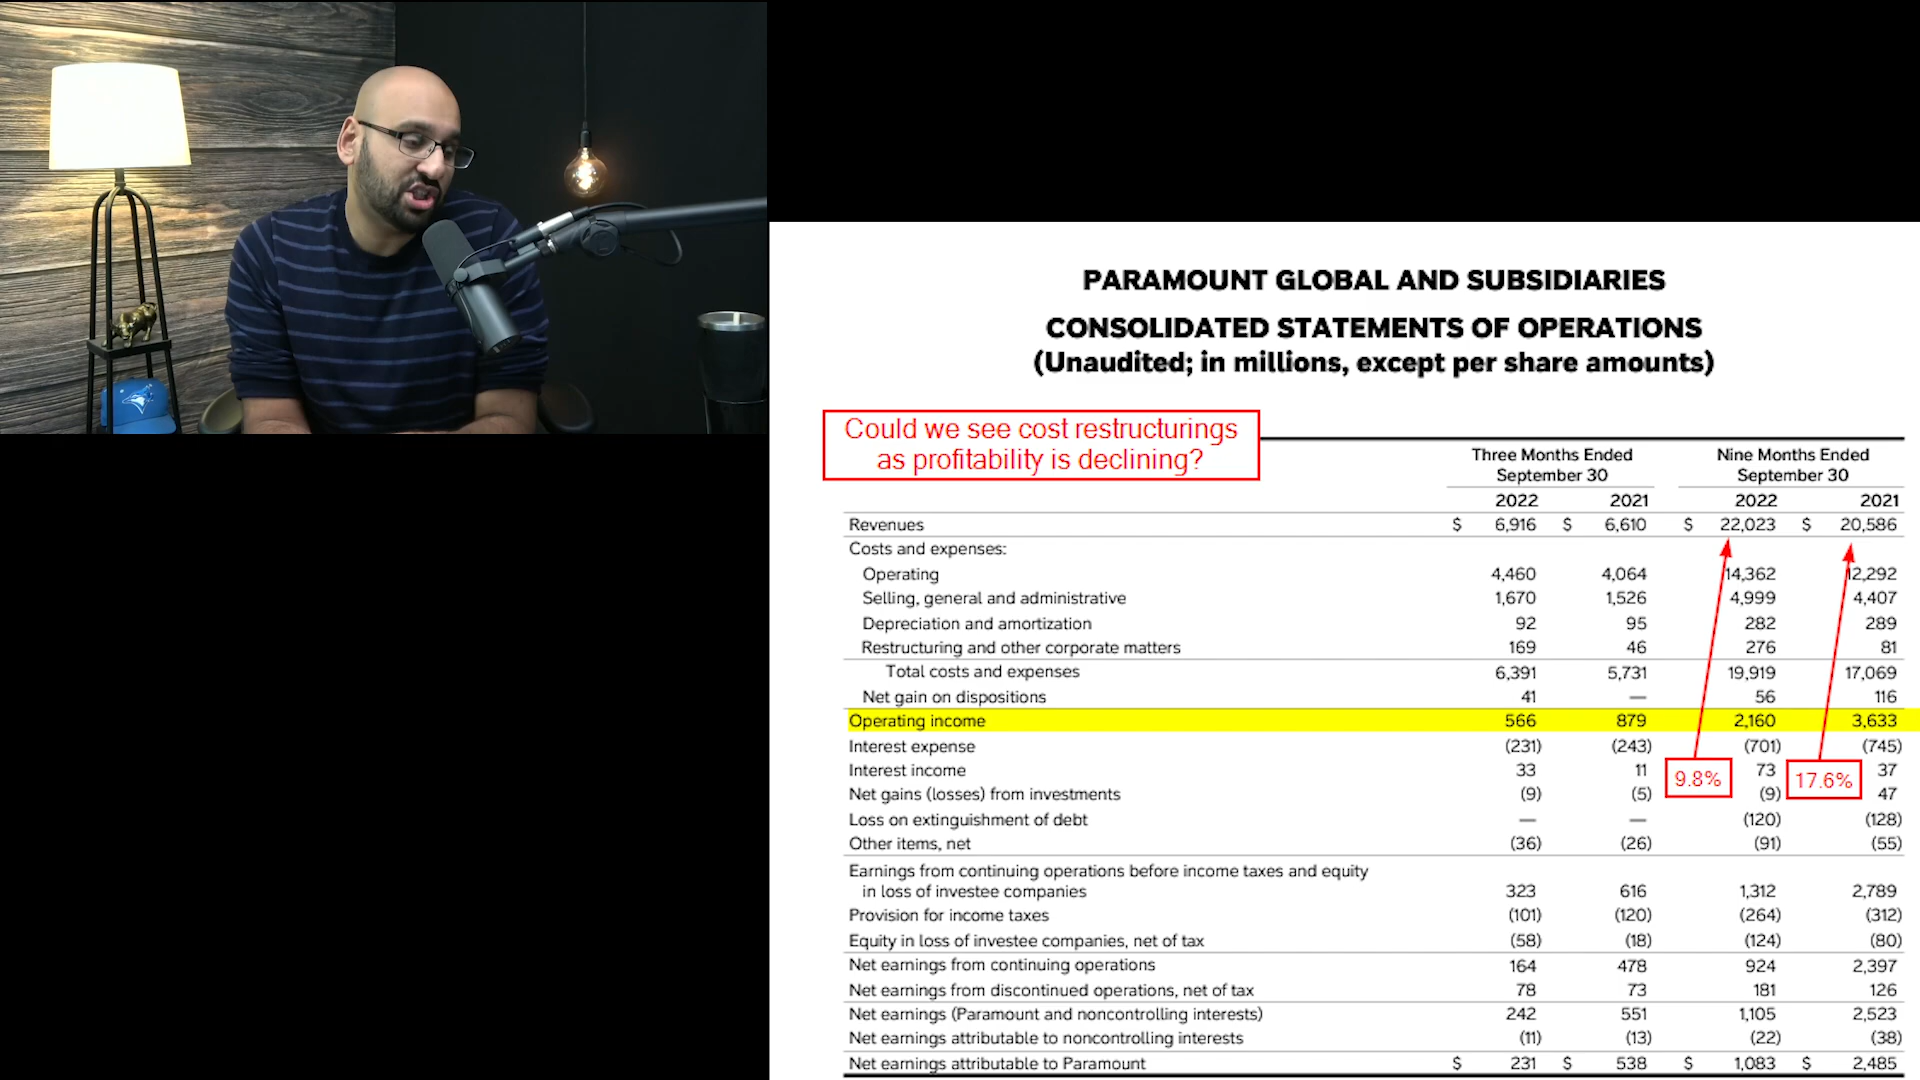 PARAMOUNT GLOBAL AND SUBSIDIARIES
CONSOLIDATED STATEMENTS OF OPERATIONS
(Unaudited; in millions, except per share amounts)
Could we see cost restructurings
as profitability is declining?
Three Months Ended Nine Months Ended
September 30 September 30
2022 2021 2022 2021
Revenues $ 6,916 $ 6,610 $ 22,023 $ 20,586
Costs and expenses:
Operating 4,460 4,064 14,362 12,292
Selling, general and administrative 1,670 1,526 4,999 4,407
Depreciation and amortization 92 95 282 289
Restructuring and other corporate matters 169 46 276 81
Total costs and expenses 6,391 5,731 19,919 17,069
Net gain on dispositions 41 — 56 116
Operating income 566 879 2,160 3,633
Interest expense (231) (243) (701) (745)
Interest income 33 11 73 37
9.8% 17.6%
Net gains (losses) from investments (9) (5) (9) 47
Loss on extinguishment of debt — — (120) (128)
Other items, net (36) (26) (91) (55)
Earnings from continuing operations before income taxes and equity
in loss of investee companies 323 616 1,312 2,789
Provision for income taxes (101) (120) (264) (312)
Equity in loss of investee companies, net of tax (58) (18) (124) (80)
Net earnings from continuing operations 164 478 924 2,397
Net earnings from discontinued operations, net of tax 78 73 181 126
Net earnings (Paramount and noncontrolling interests) 242 551 1,105 2,523
Net earnings attributable to noncontrolling interests (11) (13) (22) (38)
Net earnings attributable to Paramount $ 231 $ 538 $ 1,083 $ 2,485